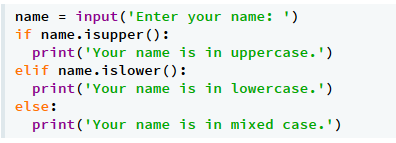 name = input('Enter your name: ')
if name.isupper():
  print('Your name is in uppercase.')
elif name.islower():
  print('Your name is in lowercase.')
else:
  print('Your name is in mixed case.')